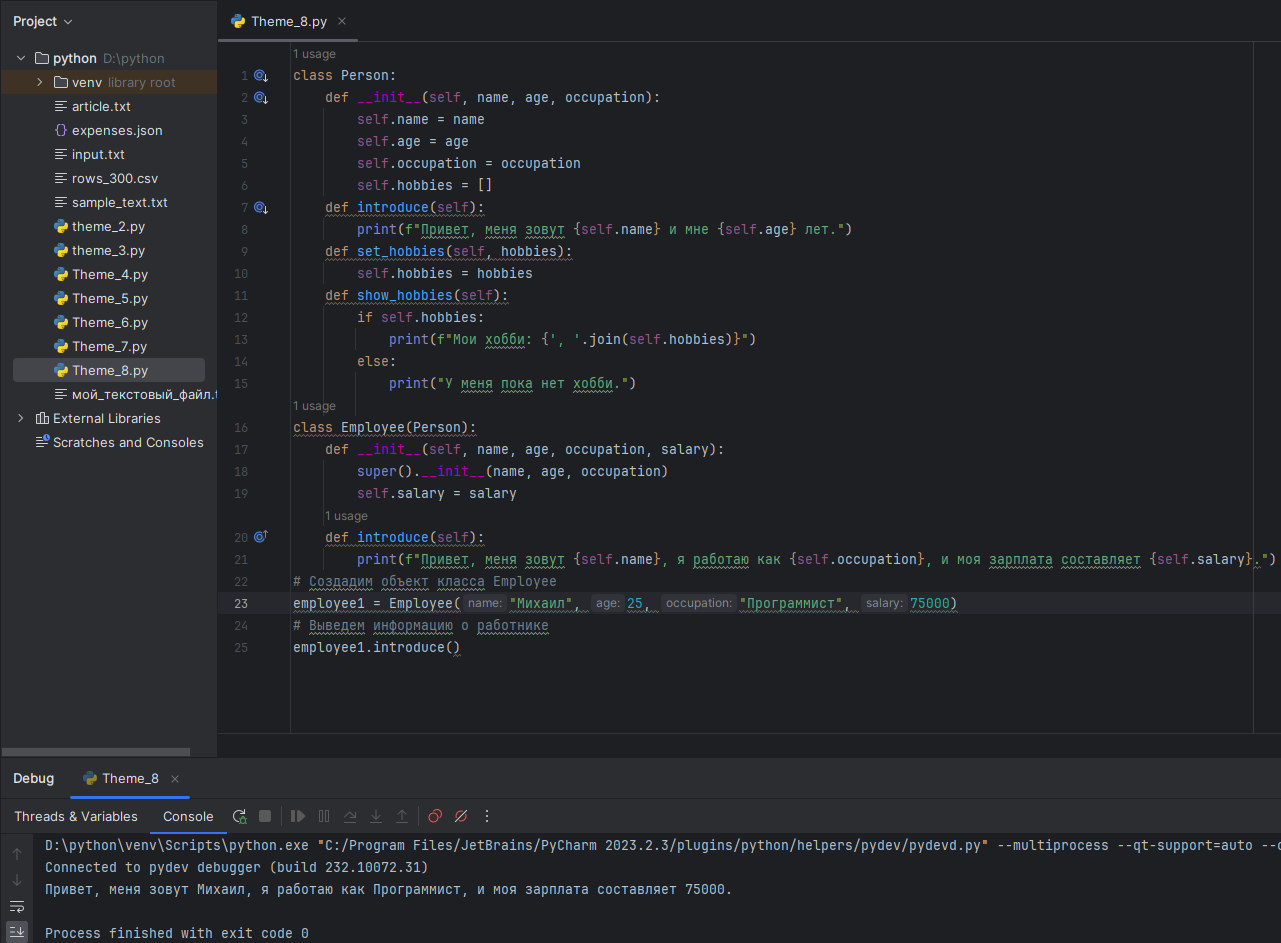 Project
python D:\python
venv library root
article.txt
expenses.json
input.txt
rows_300.csv
sample_text.txt
theme_2.py
theme_3.py
Theme_4.py
Theme_5.py
Theme_6.py
Theme_7.py
Theme_8.py
мой_текстовый_файл.t
External Libraries
Scratches and Consoles
Theme_8.py
1 usage
1 class Person:
2 def __init__(self, name, age, occupation):
3 self.name = name
4 self.age = age
5 self.occupation = occupation
6 self.hobbies = []
7 def introduce(self):
8 print(f"Привет, меня зовут {self.name} и мне {self.age} лет.")
9 def set_hobbies(self, hobbies):
10 self.hobbies = hobbies
11 def show_hobbies(self):
12 if self.hobbies:
13 print(f"Мои хобби: {', '.join(self.hobbies)}")
14 else:
15 print("У меня пока нет хобби.")
1 usage
16 class Employee(Person):
17 def __init__(self, name, age, occupation, salary):
18 super().__init__(name, age, occupation)
19 self.salary = salary
1 usage
20 def introduce(self):
21 print(f"Привет, меня зовут {self.name}, я работаю как {self.occupation}, и моя зарплата составляет {self.salary}.")
22 # Создадим объект класса Employee
23 employee1 = Employee( name: "Михаил", age: 25, occupation: "Программист", salary: 75000)
24 # Выведем информацию о работнике
25 employee1.introduce()
Debug Theme_8
Threads & Variables Console
D:\python\venv\Scripts\python.exe "C:/Program Files/JetBrains/PyCharm 2023.2.3/plugins/python/helpers/pydev/pydevd.py" --multiprocess --qt-support=auto --c
Connected to pydev debugger (build 232.10072.31)
Привет, меня зовут Михаил, я работаю как Программист, и моя зарплата составляет 75000.
Process finished with exit code 0